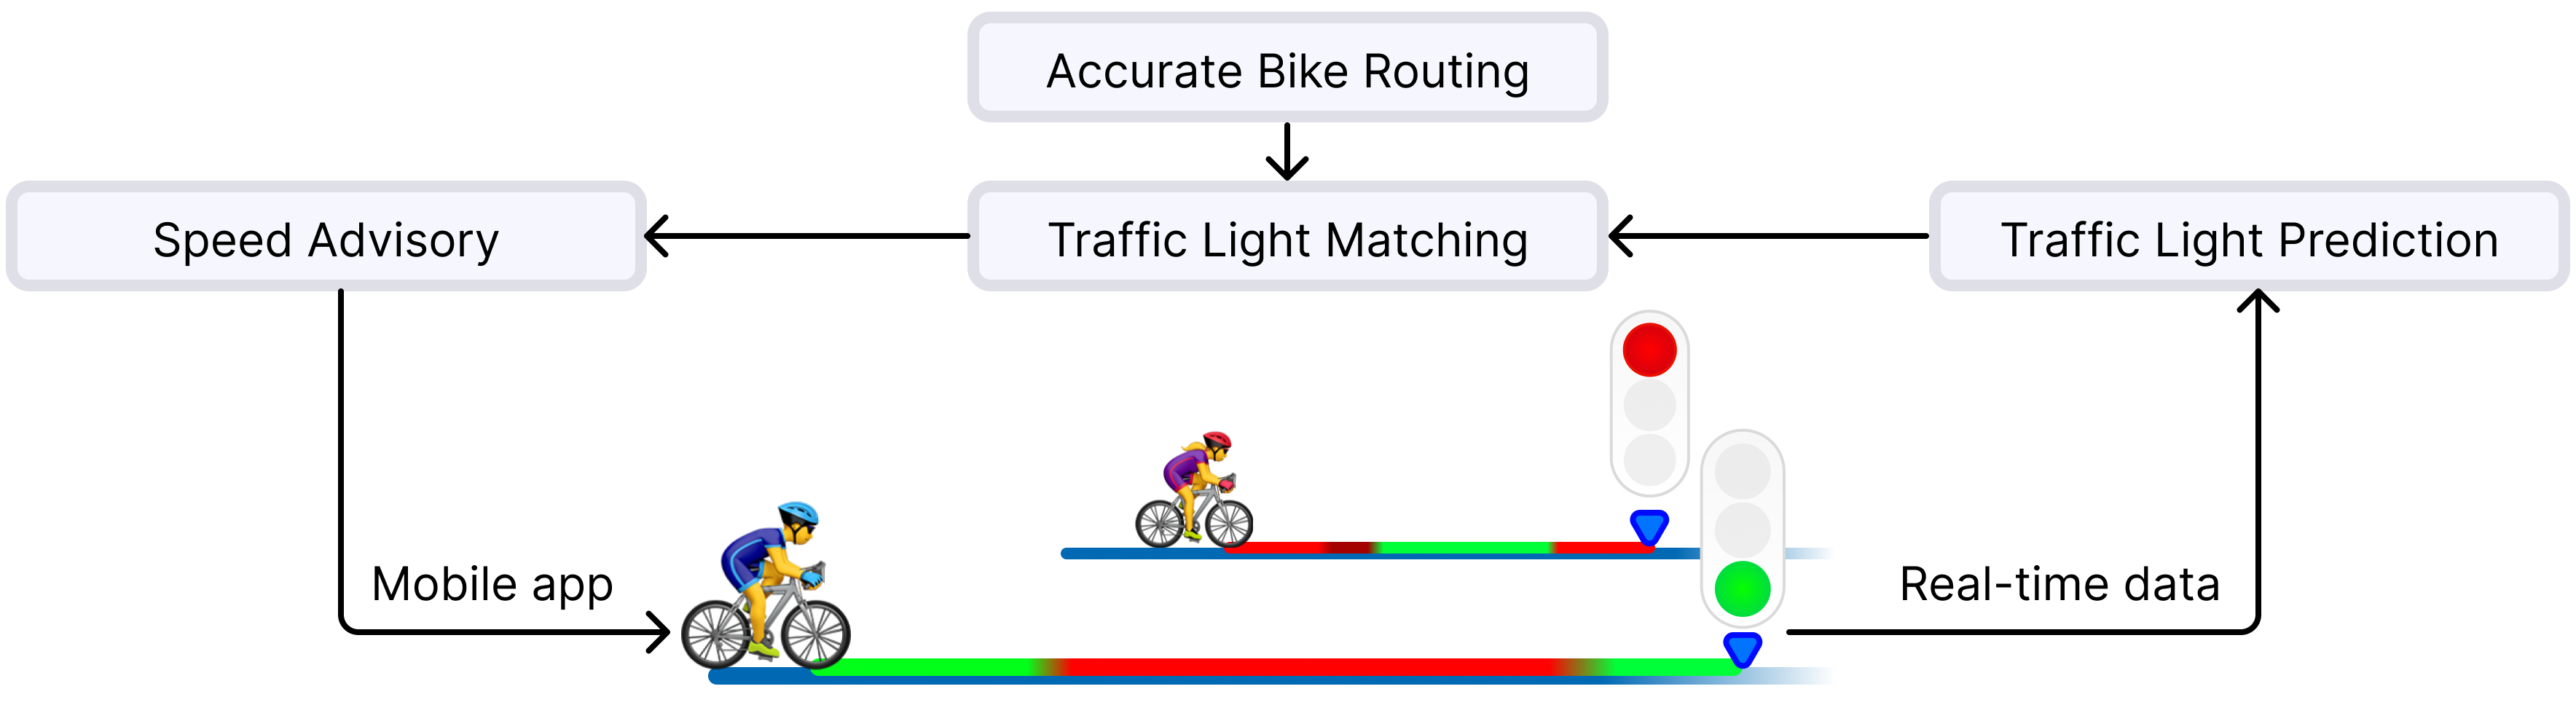 Accurate Bike Routing
Speed Advisory
Traffic Light Matching
Traffic Light Prediction
Mobile app
Real-time data